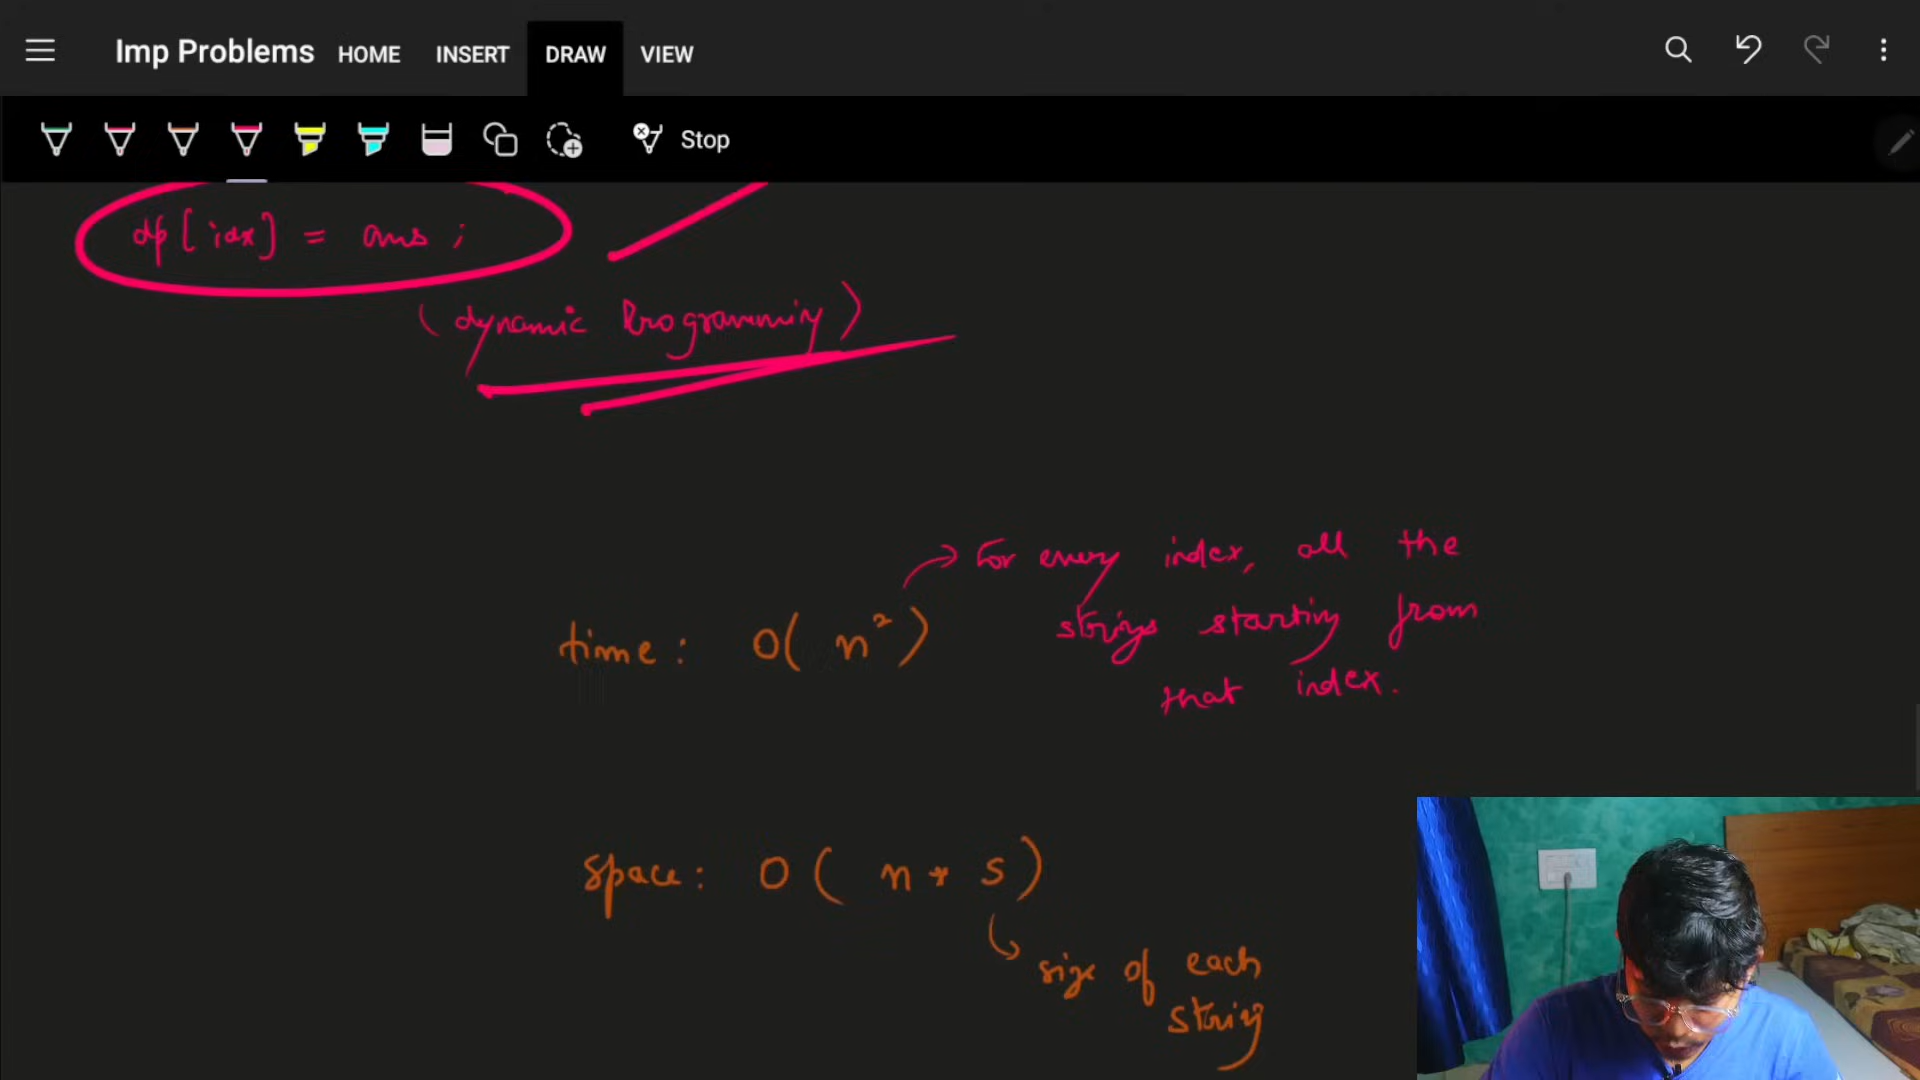 Imp Problems HOME INSERT DRAW VIEW
Stop
dp[idx] = ans ;
(dynamic Programming)
time: O( n² )
For every index, all the
strings starting from
that index.
space: O ( n * s )
size of each
string